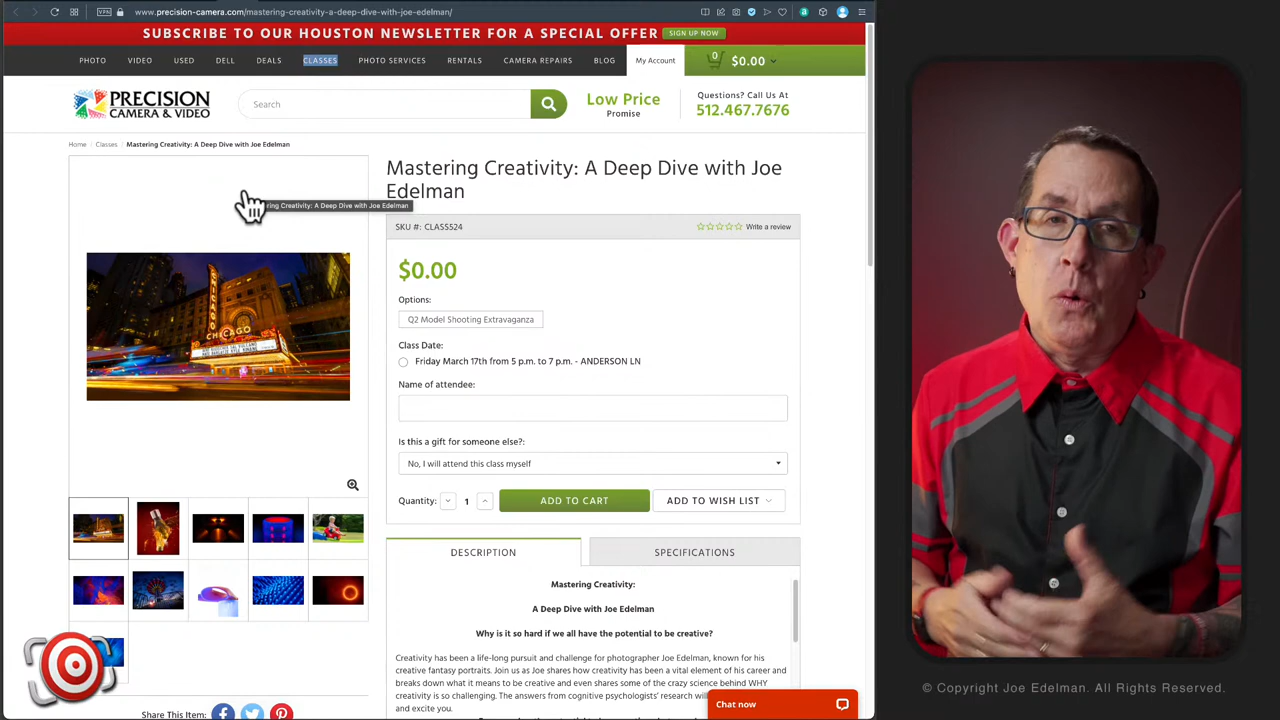 www.precision-camera.com/mastering-creativity-a-deep-dive-with-joe-edelman/
SUBSCRIBE TO OUR HOUSTON NEWSLETTER FOR A SPECIAL OFFER SIGN UP NOW
PHOTO VIDEO USED DELL DEALS CLASSES PHOTO SERVICES RENTALS CAMERA REPAIRS BLOG My Account 0 $0.00
PRECISION
CAMERA & VIDEO
Search
Low Price
Promise
Questions? Call Us At
512.467.7676
Home Classes Mastering Creativity: A Deep Dive with Joe Edelman
ring Creativity: A Deep Dive with Joe Edelman
CHICAGO
CHICAGO
Mastering Creativity: A Deep Dive with Joe
Edelman
SKU #: CLASS524 Write a review
$0.00
Options:
Q2 Model Shooting Extravaganza
Class Date:
Friday March 17th from 5 p.m. to 7 p.m. - ANDERSON LN
Name of attendee:
Is this a gift for someone else?:
No, I will attend this class myself
Quantity: 1 ADD TO CART ADD TO WISH LIST
DESCRIPTION SPECIFICATIONS
Mastering Creativity:
A Deep Dive with Joe Edelman
Why is it so hard if we all have the potential to be creative?
Creativity has been a life-long pursuit and challenge for photographer Joe Edelman, known for his
creative fantasy portraits. Join us as Joe shares how creativity has been a vital element of his career and
breaks down what it means to be creative and even shares some of the crazy science behind WHY
creativity is so challenging. The answers from cognitive psychologists' research will
and excite you.
Share This Item:
Chat now
© Copyright Joe Edelman. All Rights Reserved.